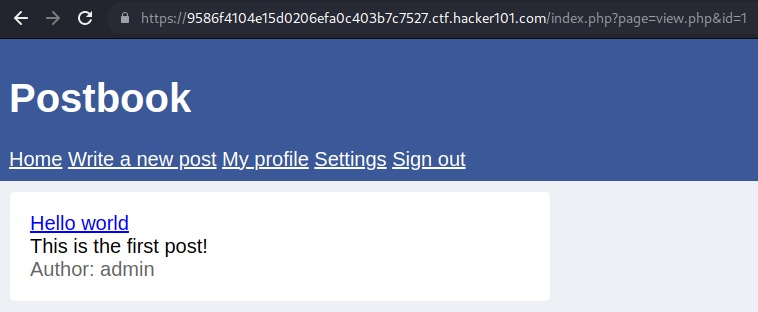 https://9586f4104e15d0206efa0c403b7c7527.ctf.hacker101.com/index.php?page=view.php&id=1
Postbook
Home Write a new post My profile Settings Sign out
Hello world
This is the first post!
Author: admin